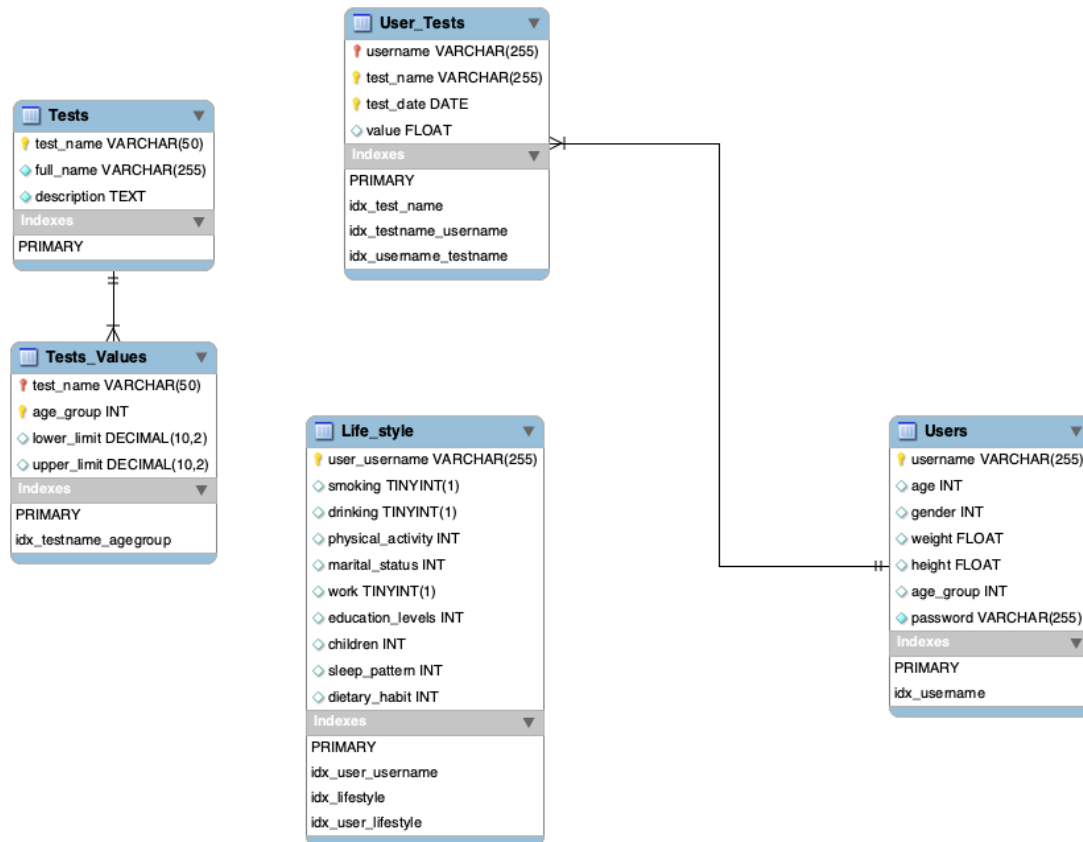 User_Tests
username VARCHAR(255)
test_name VARCHAR(255)
test_date DATE
value FLOAT
Indexes
PRIMARY
idx_test_name
idx_testname_username
idx_username_testname
Tests
test_name VARCHAR(50)
full_name VARCHAR(255)
description TEXT
Indexes
PRIMARY
Tests_Values
test_name VARCHAR(50)
age_group INT
lower_limit DECIMAL(10,2)
upper_limit DECIMAL(10,2)
Indexes
PRIMARY
idx_testname_agegroup
Life_style
user_username VARCHAR(255)
smoking TINYINT(1)
drinking TINYINT(1)
physical_activity INT
marital_status INT
work TINYINT(1)
education_levels INT
children INT
sleep_pattern INT
dietary_habit INT
Indexes
PRIMARY
idx_user_username
idx_lifestyle
idx_user_lifestyle
Users
username VARCHAR(255)
age INT
gender INT
weight FLOAT
height FLOAT
age_group INT
password VARCHAR(255)
Indexes
PRIMARY
idx_username